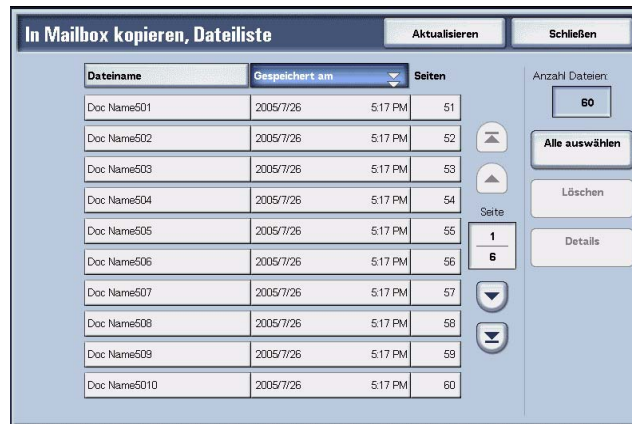 In Mailbox kopieren, Dateiliste Aktualisieren Schließen
Dateiname Gespeichert am Seiten
Doc Name501 2005/7/26 5:17 PM 51
Doc Name502 2005/7/26 5:17 PM 52
Doc Name503 2005/7/26 5:17 PM 53
Doc Name504 2005/7/26 5:17 PM 54
Doc Name505 2005/7/26 5:17 PM 55
Doc Name506 2005/7/26 5:17 PM 56
Doc Name507 2005/7/26 5:17 PM 57
Doc Name508 2005/7/26 5:17 PM 58
Doc Name509 2005/7/26 5:17 PM 59
Doc Name5010 2005/7/26 5:17 PM 60
Seite
1
6
Anzahl Dateien:
60
Alle auswählen
Löschen
Details